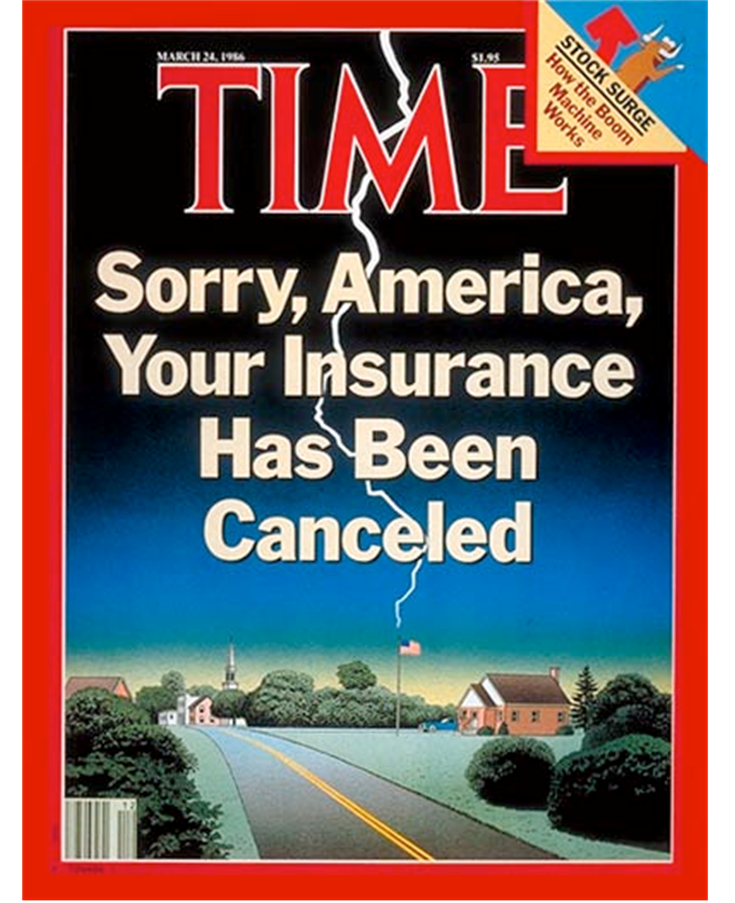 MARCH 24, 1986
$1.95
TIME
STOCK SURGE
How the Boom
Machine
Works
Sorry, America,
Your Insurance
Has Been
Canceled
12